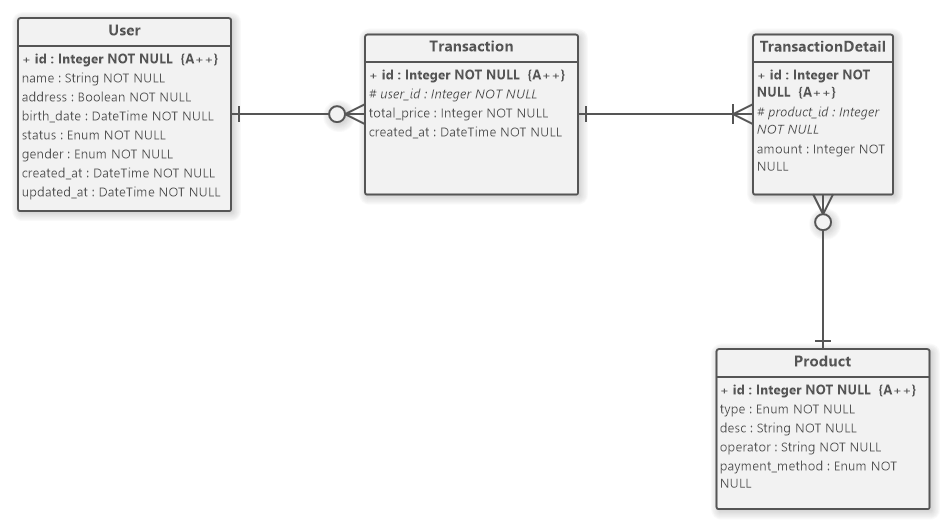 User
+ id : Integer NOT NULL {A++}
name : String NOT NULL
address : Boolean NOT NULL
birth_date : DateTime NOT NULL
status : Enum NOT NULL
gender : Enum NOT NULL
created_at : DateTime NOT NULL
updated_at : DateTime NOT NULL
Transaction
+ id : Integer NOT NULL {A++}
# user_id : Integer NOT NULL
total_price : Integer NOT NULL
created_at : DateTime NOT NULL
TransactionDetail
+ id : Integer NOT
NULL {A++}
# product_id : Integer
NOT NULL
amount : Integer NOT
NULL
Product
+ id : Integer NOT NULL {A++}
type : Enum NOT NULL
desc : String NOT NULL
operator : String NOT NULL
payment_method : Enum NOT
NULL